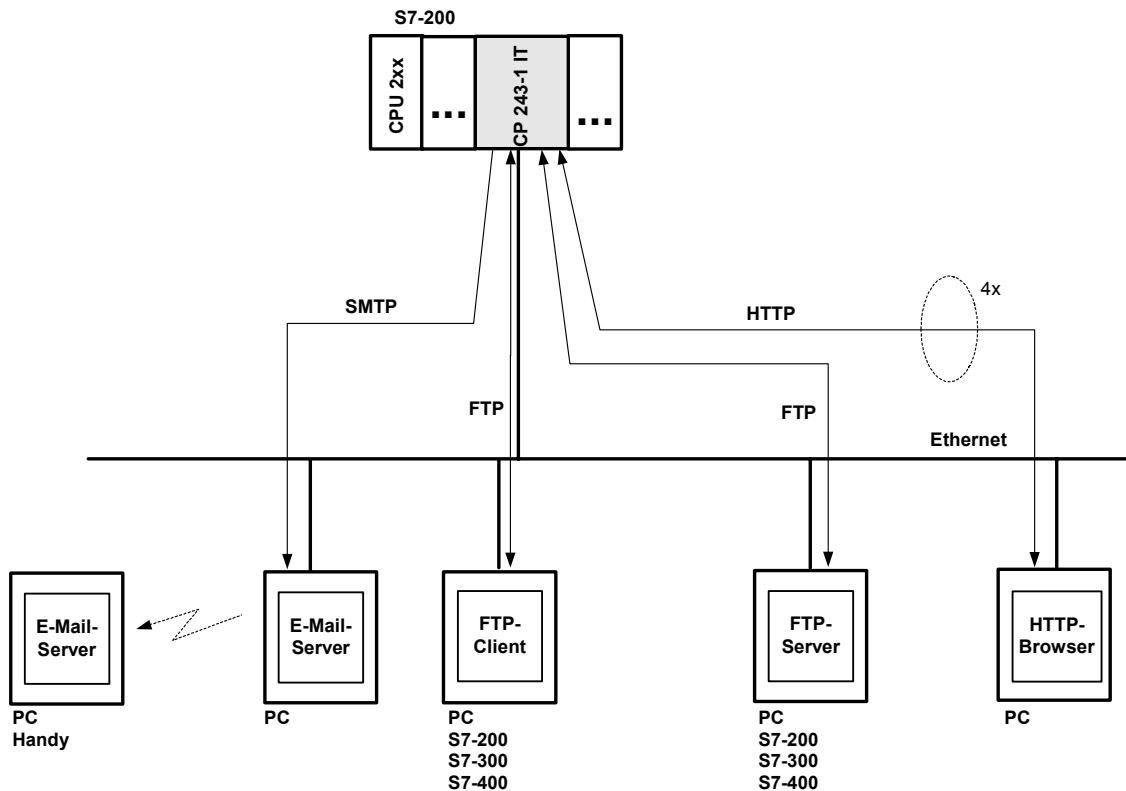 S7-200
CPU 2xx
...
CP 243-1 IT
...
SMTP
HTTP
4x
FTP
FTP
Ethernet
E-Mail-
Server
E-Mail-
Server
FTP-
Client
FTP-
Server
HTTP-
Browser
PC
Handy
PC
PC
S7-200
S7-300
S7-400
PC
S7-200
S7-300
S7-400
PC